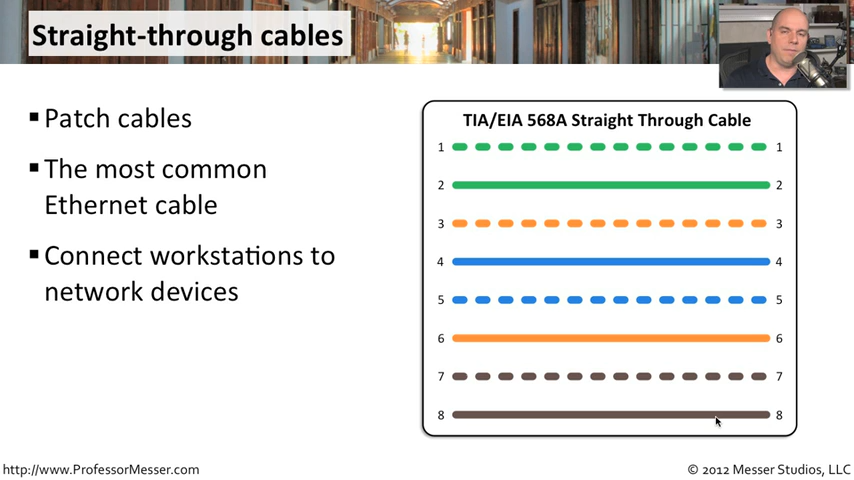 Straight-through cables
▪ Patch cables
▪ The most common
Ethernet cable
▪ Connect workstations to
network devices
TIA/EIA 568A Straight Through Cable
1 1
2 2
3 3
4 4
5 5
6 6
7 7
8 8
http://www.ProfessorMesser.com
© 2012 Messer Studios, LLC